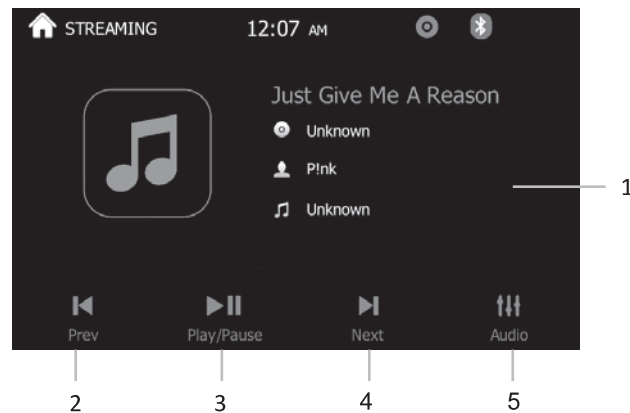 STREAMING 12:07 AM
Just Give Me A Reason
Unknown
P!nk
Unknown
1
Prev Play/Pause Next Audio
2 3 4 5